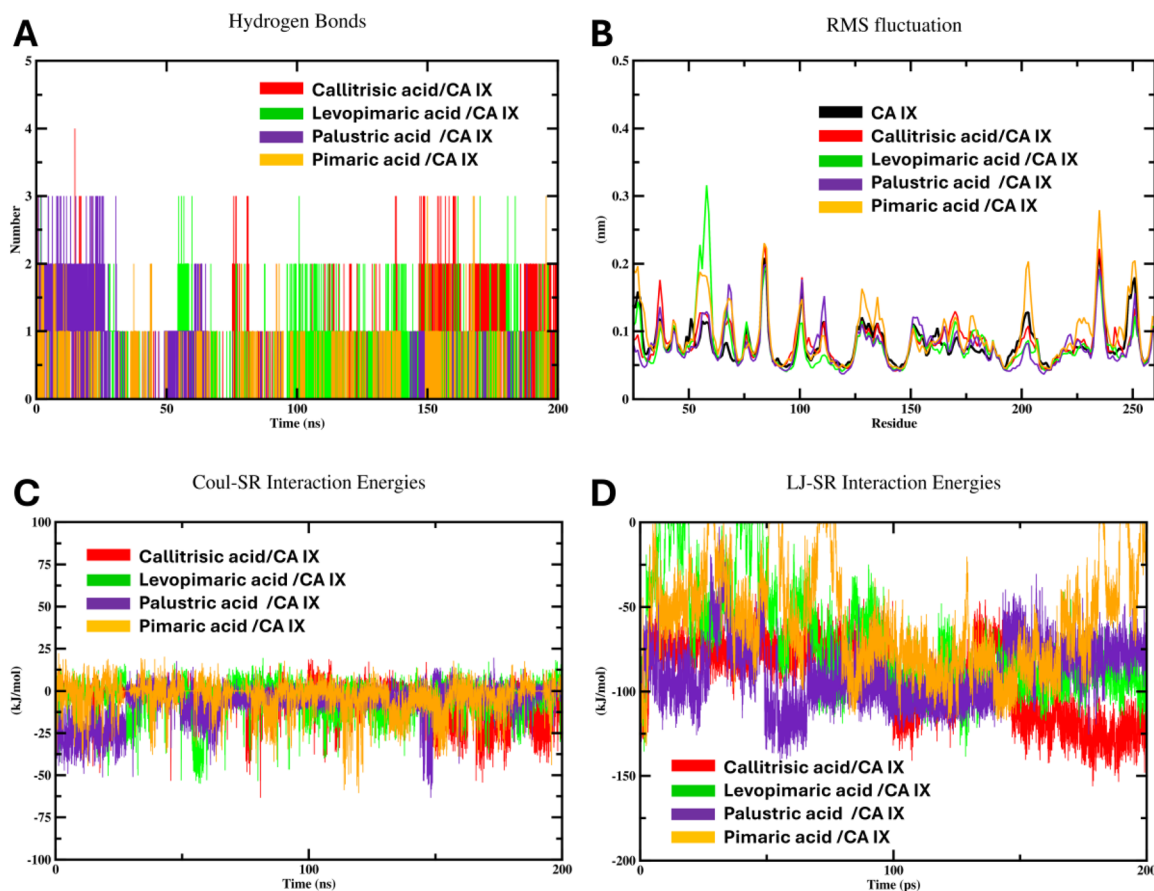 A
Hydrogen Bonds
5
4
3
2
1
0
Number
Callitrisic acid/CA IX
Levopimaric acid /CA IX
Palustric acid /CA IX
Pimaric acid /CA IX
0 50 100 150 200
Time (ns)
B
RMS fluctuation
0.5
0.4
0.3
0.2
0.1
0
(nm)
CA IX
Callitrisic acid/CA IX
Levopimaric acid /CA IX
Palustric acid /CA IX
Pimaric acid /CA IX
50 100 150 200 250
Residue
C
Coul-SR Interaction Energies
100
75
50
25
0
-25
-50
-75
-100
(kJ/mol)
Callitrisic acid/CA IX
Levopimaric acid /CA IX
Palustric acid /CA IX
Pimaric acid /CA IX
0 100 200
Time (ns)
D
LJ-SR Interaction Energies
0
-50
-100
-150
-200
(kJ/mol)
Callitrisic acid/CA IX
Levopimaric acid /CA IX
Palustric acid /CA IX
Pimaric acid /CA IX
0 100 200
Time (ps)